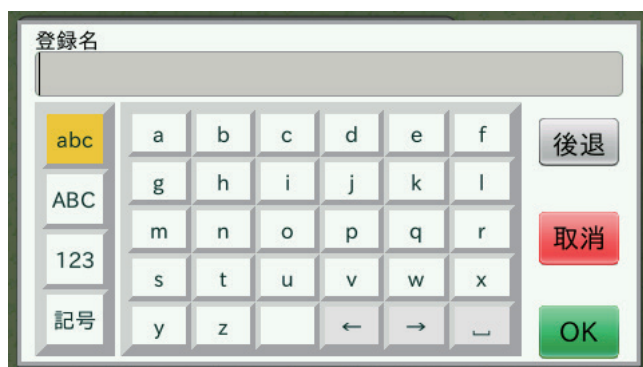 登録名
abc a b c d e f 後退
ABC g h i j k l
m n o p q r 取消
123 s t u v w x
記号 y z ← → ⎵ OK